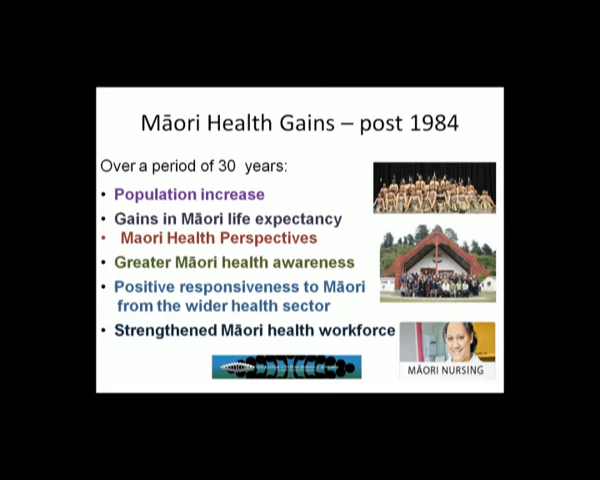 Māori Health Gains – post 1984
Over a period of 30 years:
• Population increase
• Gains in Māori life expectancy
• Maori Health Perspectives
• Greater Māori health awareness
• Positive responsiveness to Māori
from the wider health sector
• Strengthened Māori health workforce
MĀORI NURSING